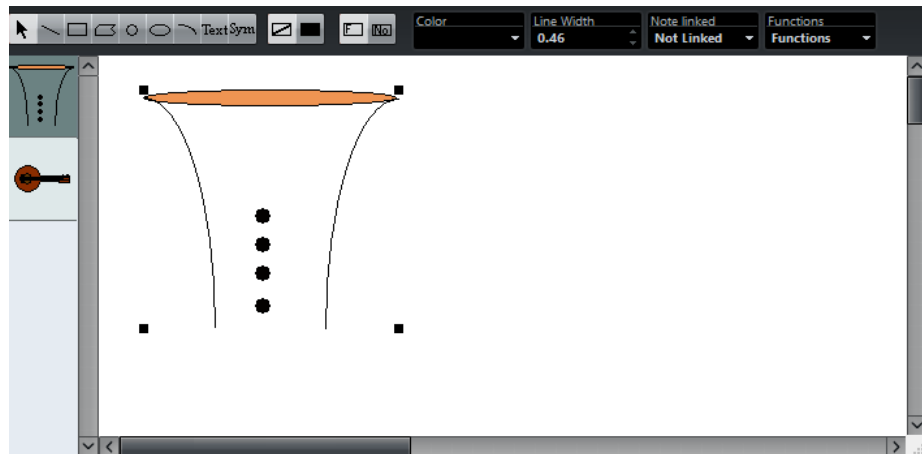 Text Sym F No
Color
Line Width
0.46
Note linked
Not Linked
Functions
Functions